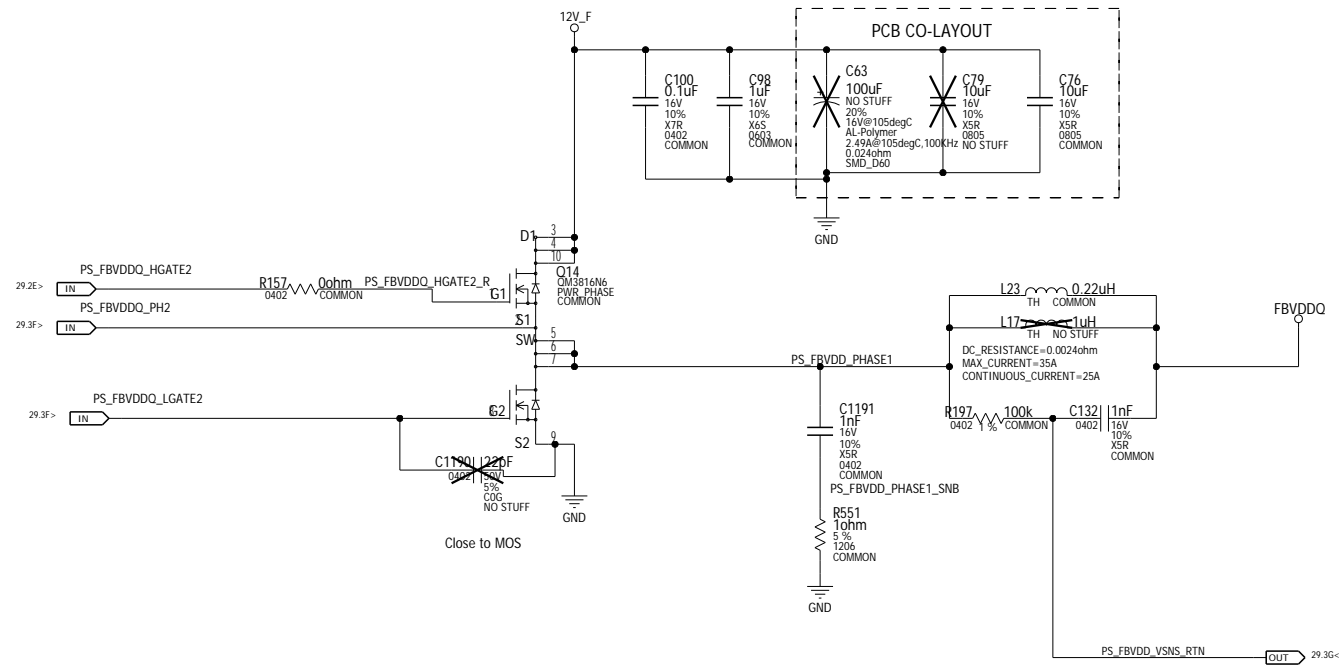 12V_F
PCB CO-LAYOUT
C100
0.1uF
16V
10%
X7R
0402
COMMON
C98
1uF
16V
10%
X6S
0603
COMMON
C63
100uF
NO STUFF
20%
16V@105degC
AL-Polymer
2.49A@105degC,100KHz
0.024ohm
SMD_D60
C79
10uF
16V
10%
X5R
0805
NO STUFF
C76
10uF
16V
10%
X5R
0805
COMMON
GND
D1
3
4
10
Q14
QM3816N6
PWR_PHASE
COMMON
PS_FBVDDQ_HGATE2
29.2E>
IN
R157
0ohm
0402
COMMON
PS_FBVDDQ_HGATE2_R
G1
PS_FBVDDQ_PH2
29.3F>
IN
S1
SW
5
6
7
PS_FBVDD_PHASE1
L23
0.22uH
TH
COMMON
L17
1uH
TH
NO STUFF
DC_RESISTANCE=0.0024ohm
MAX_CURRENT=35A
CONTINUOUS_CURRENT=25A
FBVDDQ
PS_FBVDDQ_LGATE2
29.3F>
IN
G2
S2
9
C1190
22pF
0402
50V
5%
C0G
NO STUFF
GND
Close to MOS
C1191
1nF
16V
10%
X5R
0402
COMMON
PS_FBVDD_PHASE1_SNB
R551
1ohm
5 %
1206
COMMON
GND
R197
100k
0402
1 %
COMMON
C132
1nF
0402
16V
10%
X5R
COMMON
PS_FBVDD_VSNS_RTN
OUT
29.3G<